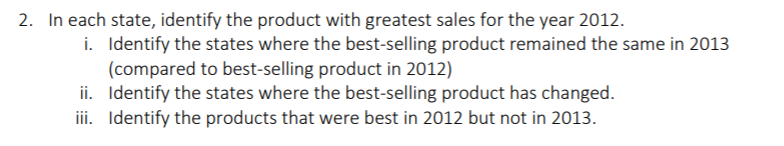 2. In each state, identify the product with greatest sales for the year 2012.
i. Identify the states where the best-selling product remained the same in 2013
(compared to best-selling product in 2012)
ii. Identify the states where the best-selling product has changed.
iii. Identify the products that were best in 2012 but not in 2013.